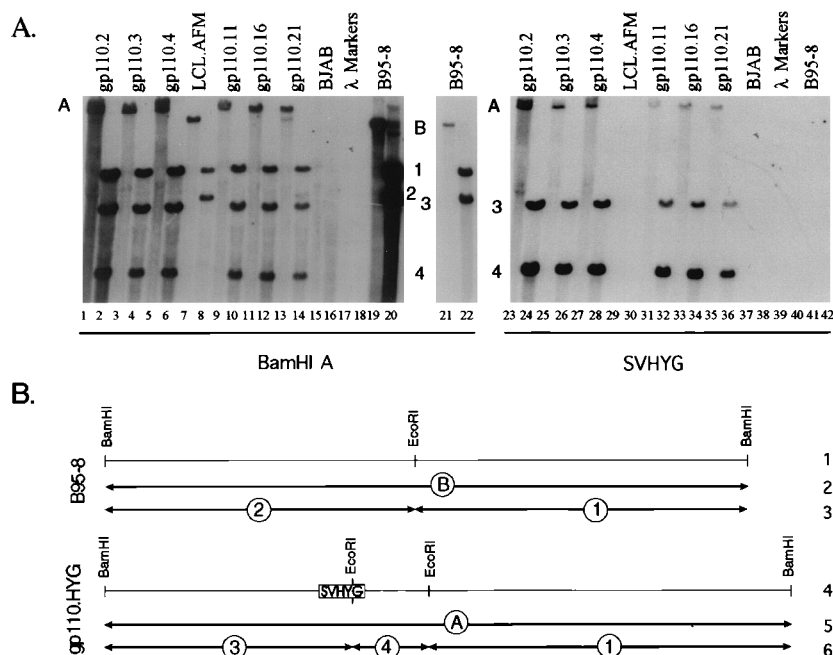 A.
gp110.2
gp110.3
gp110.4
LCL.AFM
gp110.11
gp110.16
gp110.21
BJAB
λ Markers
B95-8
B95-8
gp110.2
gp110.3
gp110.4
LCL.AFM
gp110.11
gp110.16
gp110.21
BJAB
λ Markers
B95-8
A
B
1
2
3
4
A
3
4
1 2 3 4 5 6 7 8 9 10 11 12 13 14 15 16 17 18 19 20
21 22
23 24 25 26 27 28 29 30 31 32 33 34 35 36 37 38 39 40 41 42
BamHI A
SVHYG
B.
BamHI
EcoRI
BamHI
B95-8
1
B
2
2
1
3
BamHI
EcoRI
EcoRI
BamHI
gp110.HYG
SVHYG
4
A
5
3
4
1
6